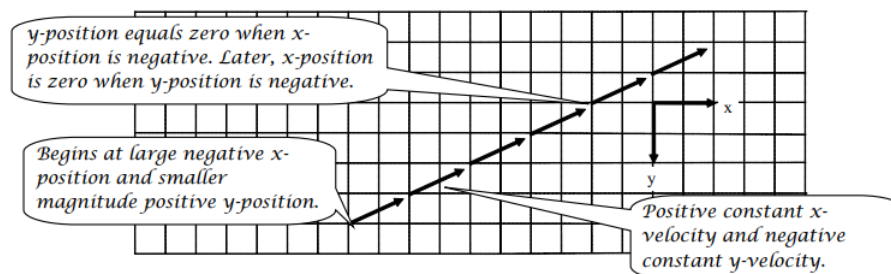 y-position equals zero when x-
position is negative. Later, x-position
is zero when y-position is negative.
x
Begins at large negative x-
position and smaller
magnitude positive y-position.
y
Positive constant x-
velocity and negative
constant y-velocity.